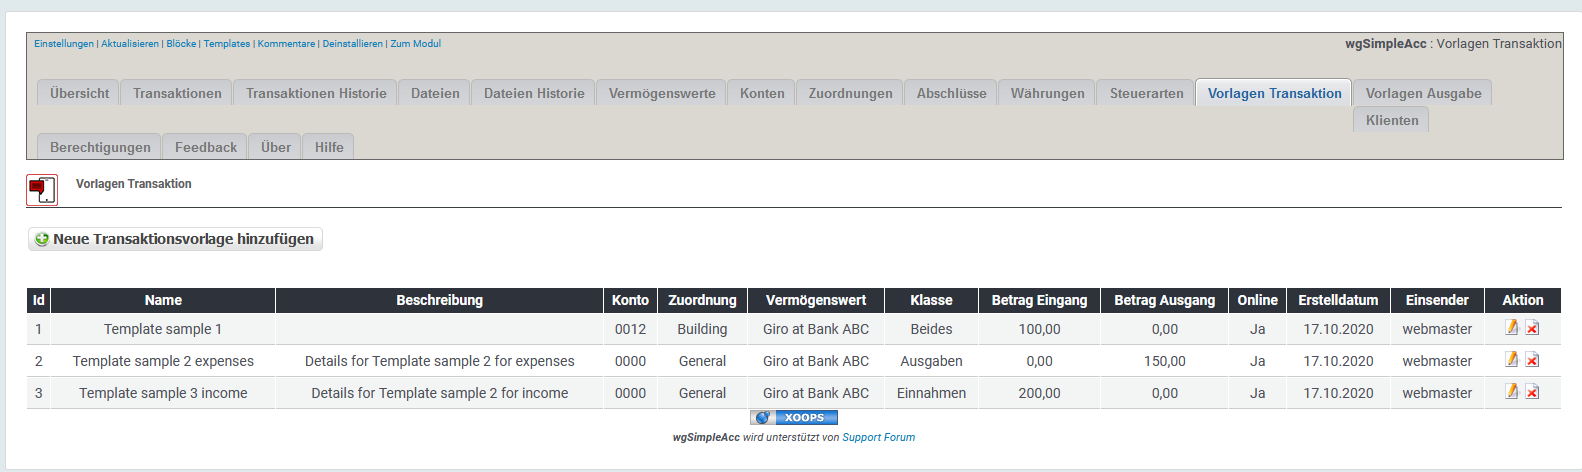 Einstellungen | Aktualisieren | Blöcke | Templates | Kommentare | Deinstallieren | Zum Modul
wgSimpleAcc : Vorlagen Transaktion
Übersicht Transaktionen Transaktionen Historie Dateien Dateien Historie Vermögenswerte Konten Zuordnungen Abschlüsse Währungen Steuerarten Vorlagen Transaktion Vorlagen Ausgabe
Klienten
Berechtigungen Feedback Über Hilfe
Vorlagen Transaktion
Neue Transaktionsvorlage hinzufügen
Id Name Beschreibung Konto Zuordnung Vermögenswert Klasse Betrag Eingang Betrag Ausgang Online Erstelldatum Einsender Aktion
1 Template sample 1 0012 Building Giro at Bank ABC Beides 100,00 0,00 Ja 17.10.2020 webmaster
2 Template sample 2 expenses Details for Template sample 2 for expenses 0000 General Giro at Bank ABC Ausgaben 0,00 150,00 Ja 17.10.2020 webmaster
3 Template sample 3 income Details for Template sample 2 for income 0000 General Giro at Bank ABC Einnahmen 200,00 0,00 Ja 17.10.2020 webmaster
XOOPS
wgSimpleAcc wird unterstützt von Support Forum